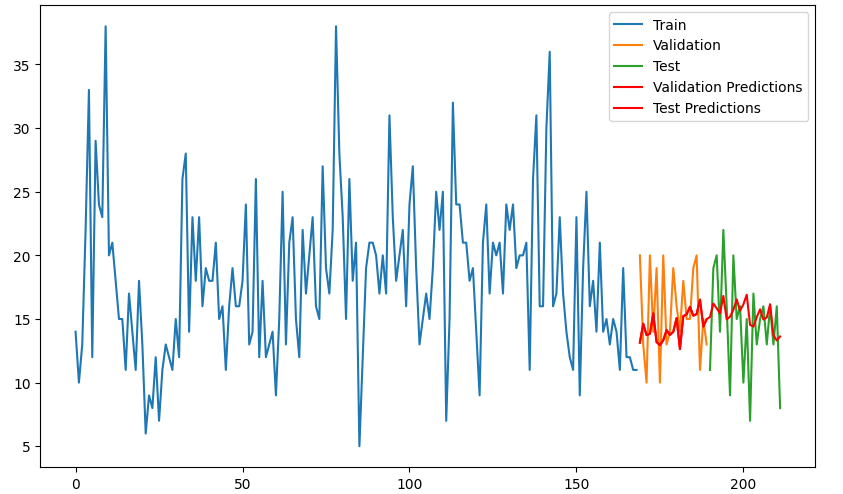 Train
Validation
Test
Validation Predictions
Test Predictions
35
30
25
20
15
10
5
0
50
100
150
200